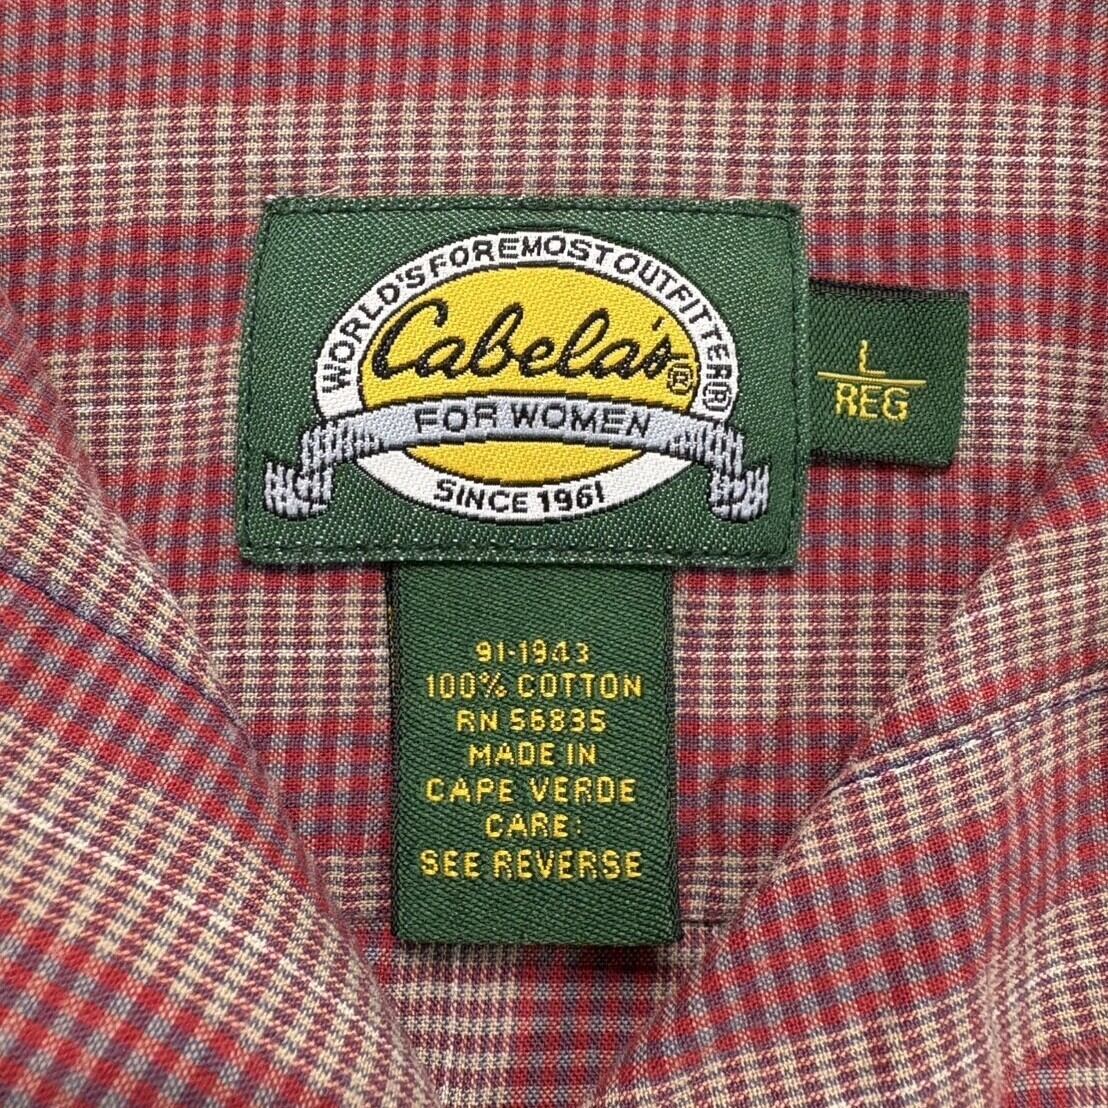 WORLD'S FOREMOST OUTFITTER®
Cabela's®
FOR WOMEN
SINCE 1961
L
REG
91-1943
100% COTTON
RN 56835
MADE IN
CAPE VERDE
CARE:
SEE REVERSE